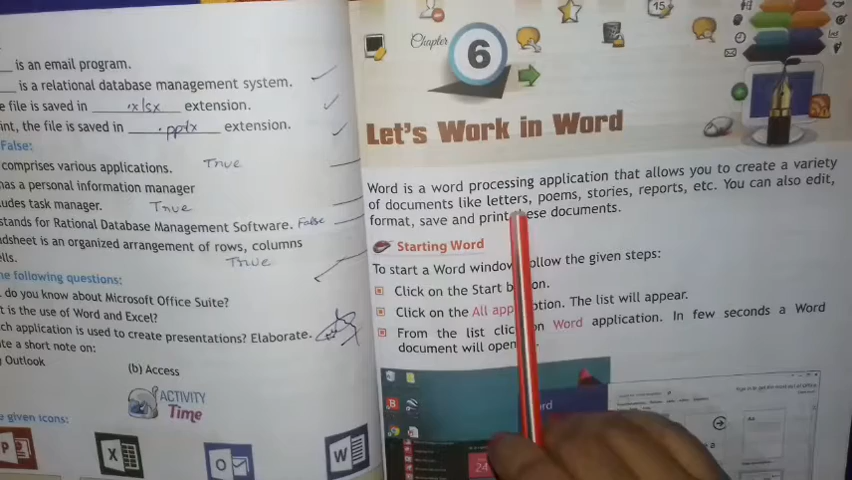 is an email program.
is a relational database management system.
e file is saved in .xlsx extension.
int, the file is saved in .pptx extension.
False:
comprises various applications. True
has a personal information manager
udes task manager. True
stands for Rational Database Management Software. False
adsheet is an organized arrangement of rows, columns
ells. True
he following questions:
do you know about Microsoft Office Suite?
t is the use of Word and Excel?
ch application is used to create presentations? Elaborate.
te a short note on:
Outlook (b) Access
ACTIVITY
Time
e given icons:
P X O W
Chapter 6
15
Let's Work in Word
Word is a word processing application that allows you to create a variety
of documents like letters, poems, stories, reports, etc. You can also edit,
format, save and print these documents.
Starting Word
To start a Word window follow the given steps:
Click on the Start b on.
Click on the All app ption. The list will appear.
From the list clic on Word application. In few seconds a Word
document will open
ord
24